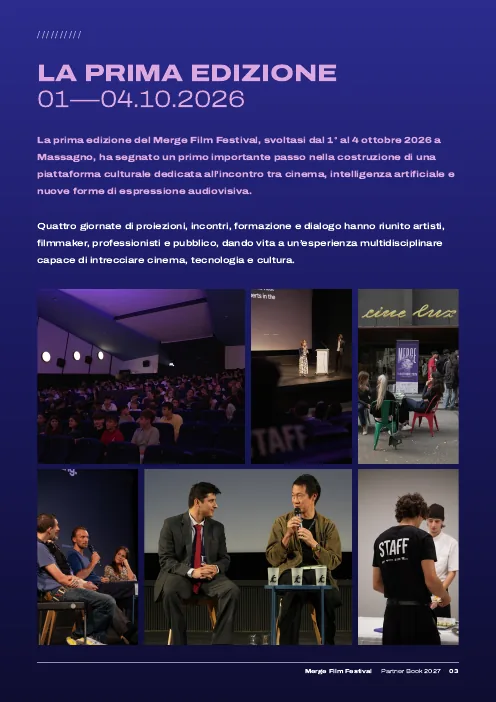 //////////
LA PRIMA EDIZIONE
01—04.10.2026
La prima edizione del Merge Film Festival, svoltasi dal 1° al 4 ottobre 2026 a
Massagno, ha segnato un primo importante passo nella costruzione di una
piattaforma culturale dedicata all'incontro tra cinema, intelligenza artificiale e
nuove forme di espressione audiovisiva.
Quattro giornate di proiezioni, incontri, formazione e dialogo hanno riunito artisti,
filmmaker, professionisti e pubblico, dando vita a un'esperienza multidisciplinare
capace di intrecciare cinema, tecnologia e cultura.
erts in the
cine lux
MERGE
STAFF
STAFF
Merge Film Festival Partner Book 2027 03